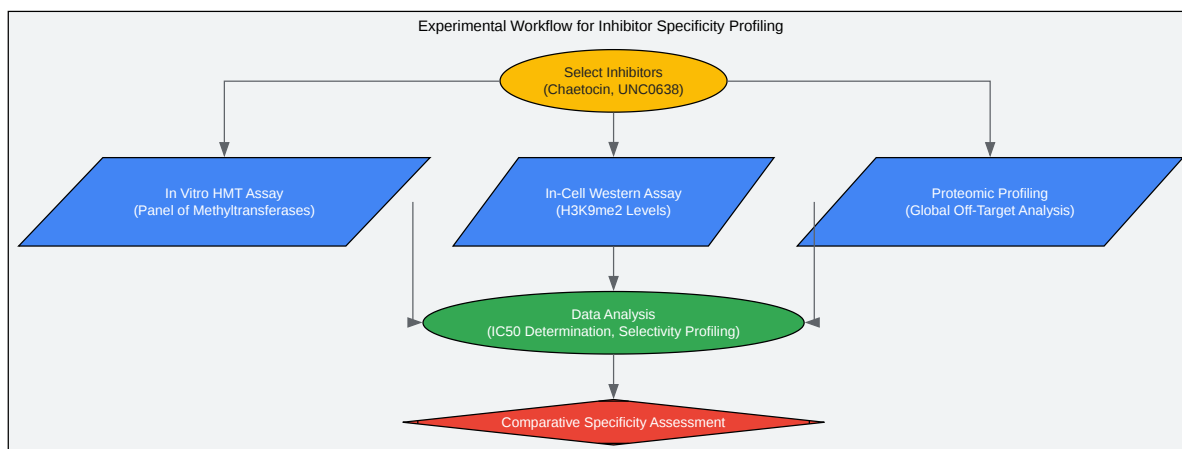 Experimental Workflow for Inhibitor Specificity Profiling
Select Inhibitors
(Chaetocin, UNC0638)
In Vitro HMT Assay
(Panel of Methyltransferases)
In-Cell Western Assay
(H3K9me2 Levels)
Proteomic Profiling
(Global Off-Target Analysis)
Data Analysis
(IC50 Determination, Selectivity Profiling)
Comparative Specificity Assessment